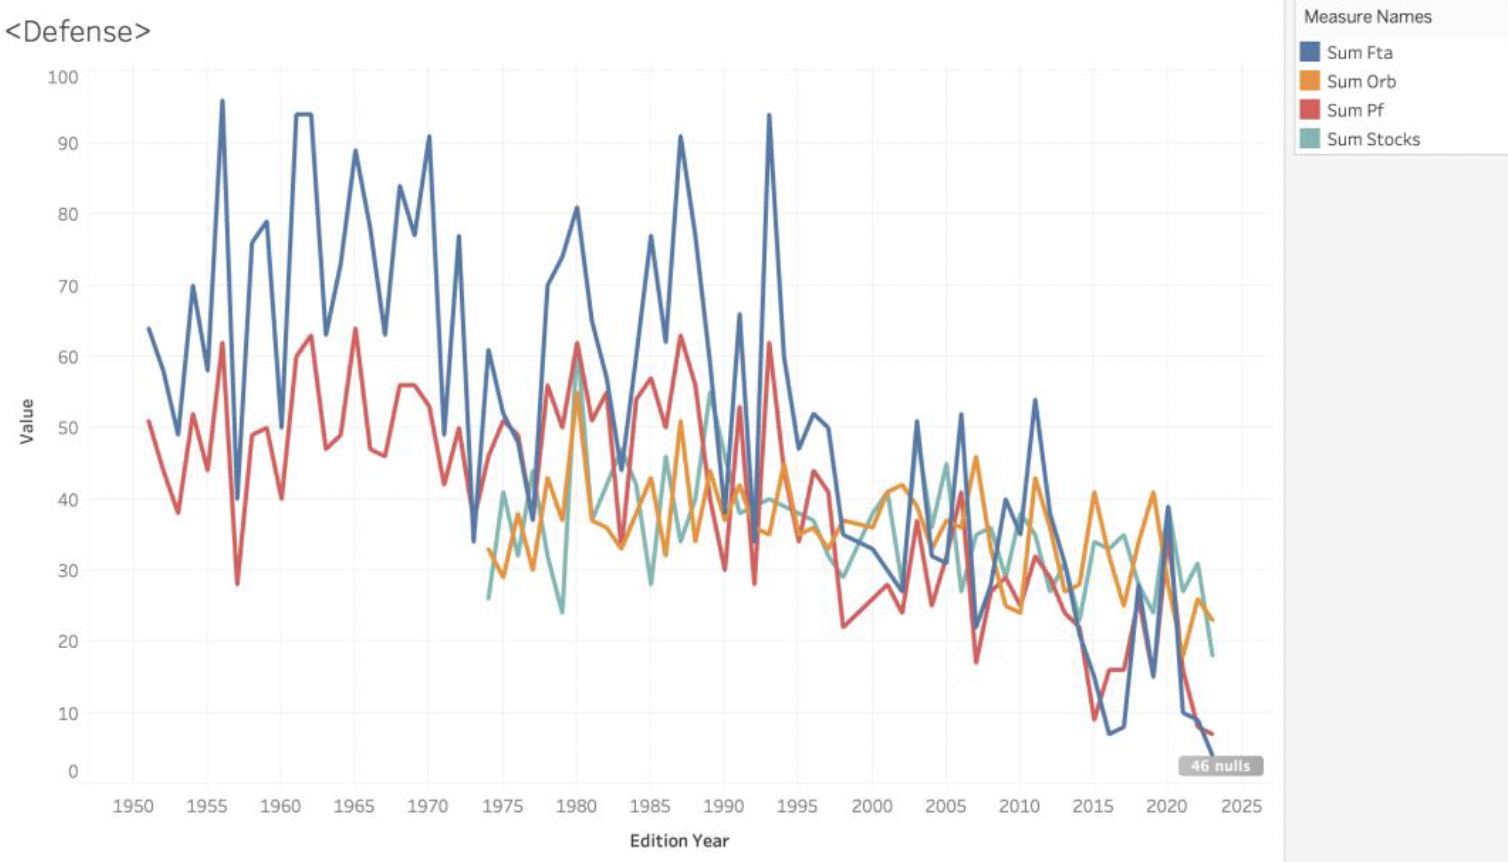 <Defense>
Measure Names
Sum Fta
Sum Orb
Sum Pf
Sum Stocks
100
90
80
70
60
50
40
30
20
10
0
Value
46 nulls
1950 1955 1960 1965 1970 1975 1980 1985 1990 1995 2000 2005 2010 2015 2020 2025
Edition Year